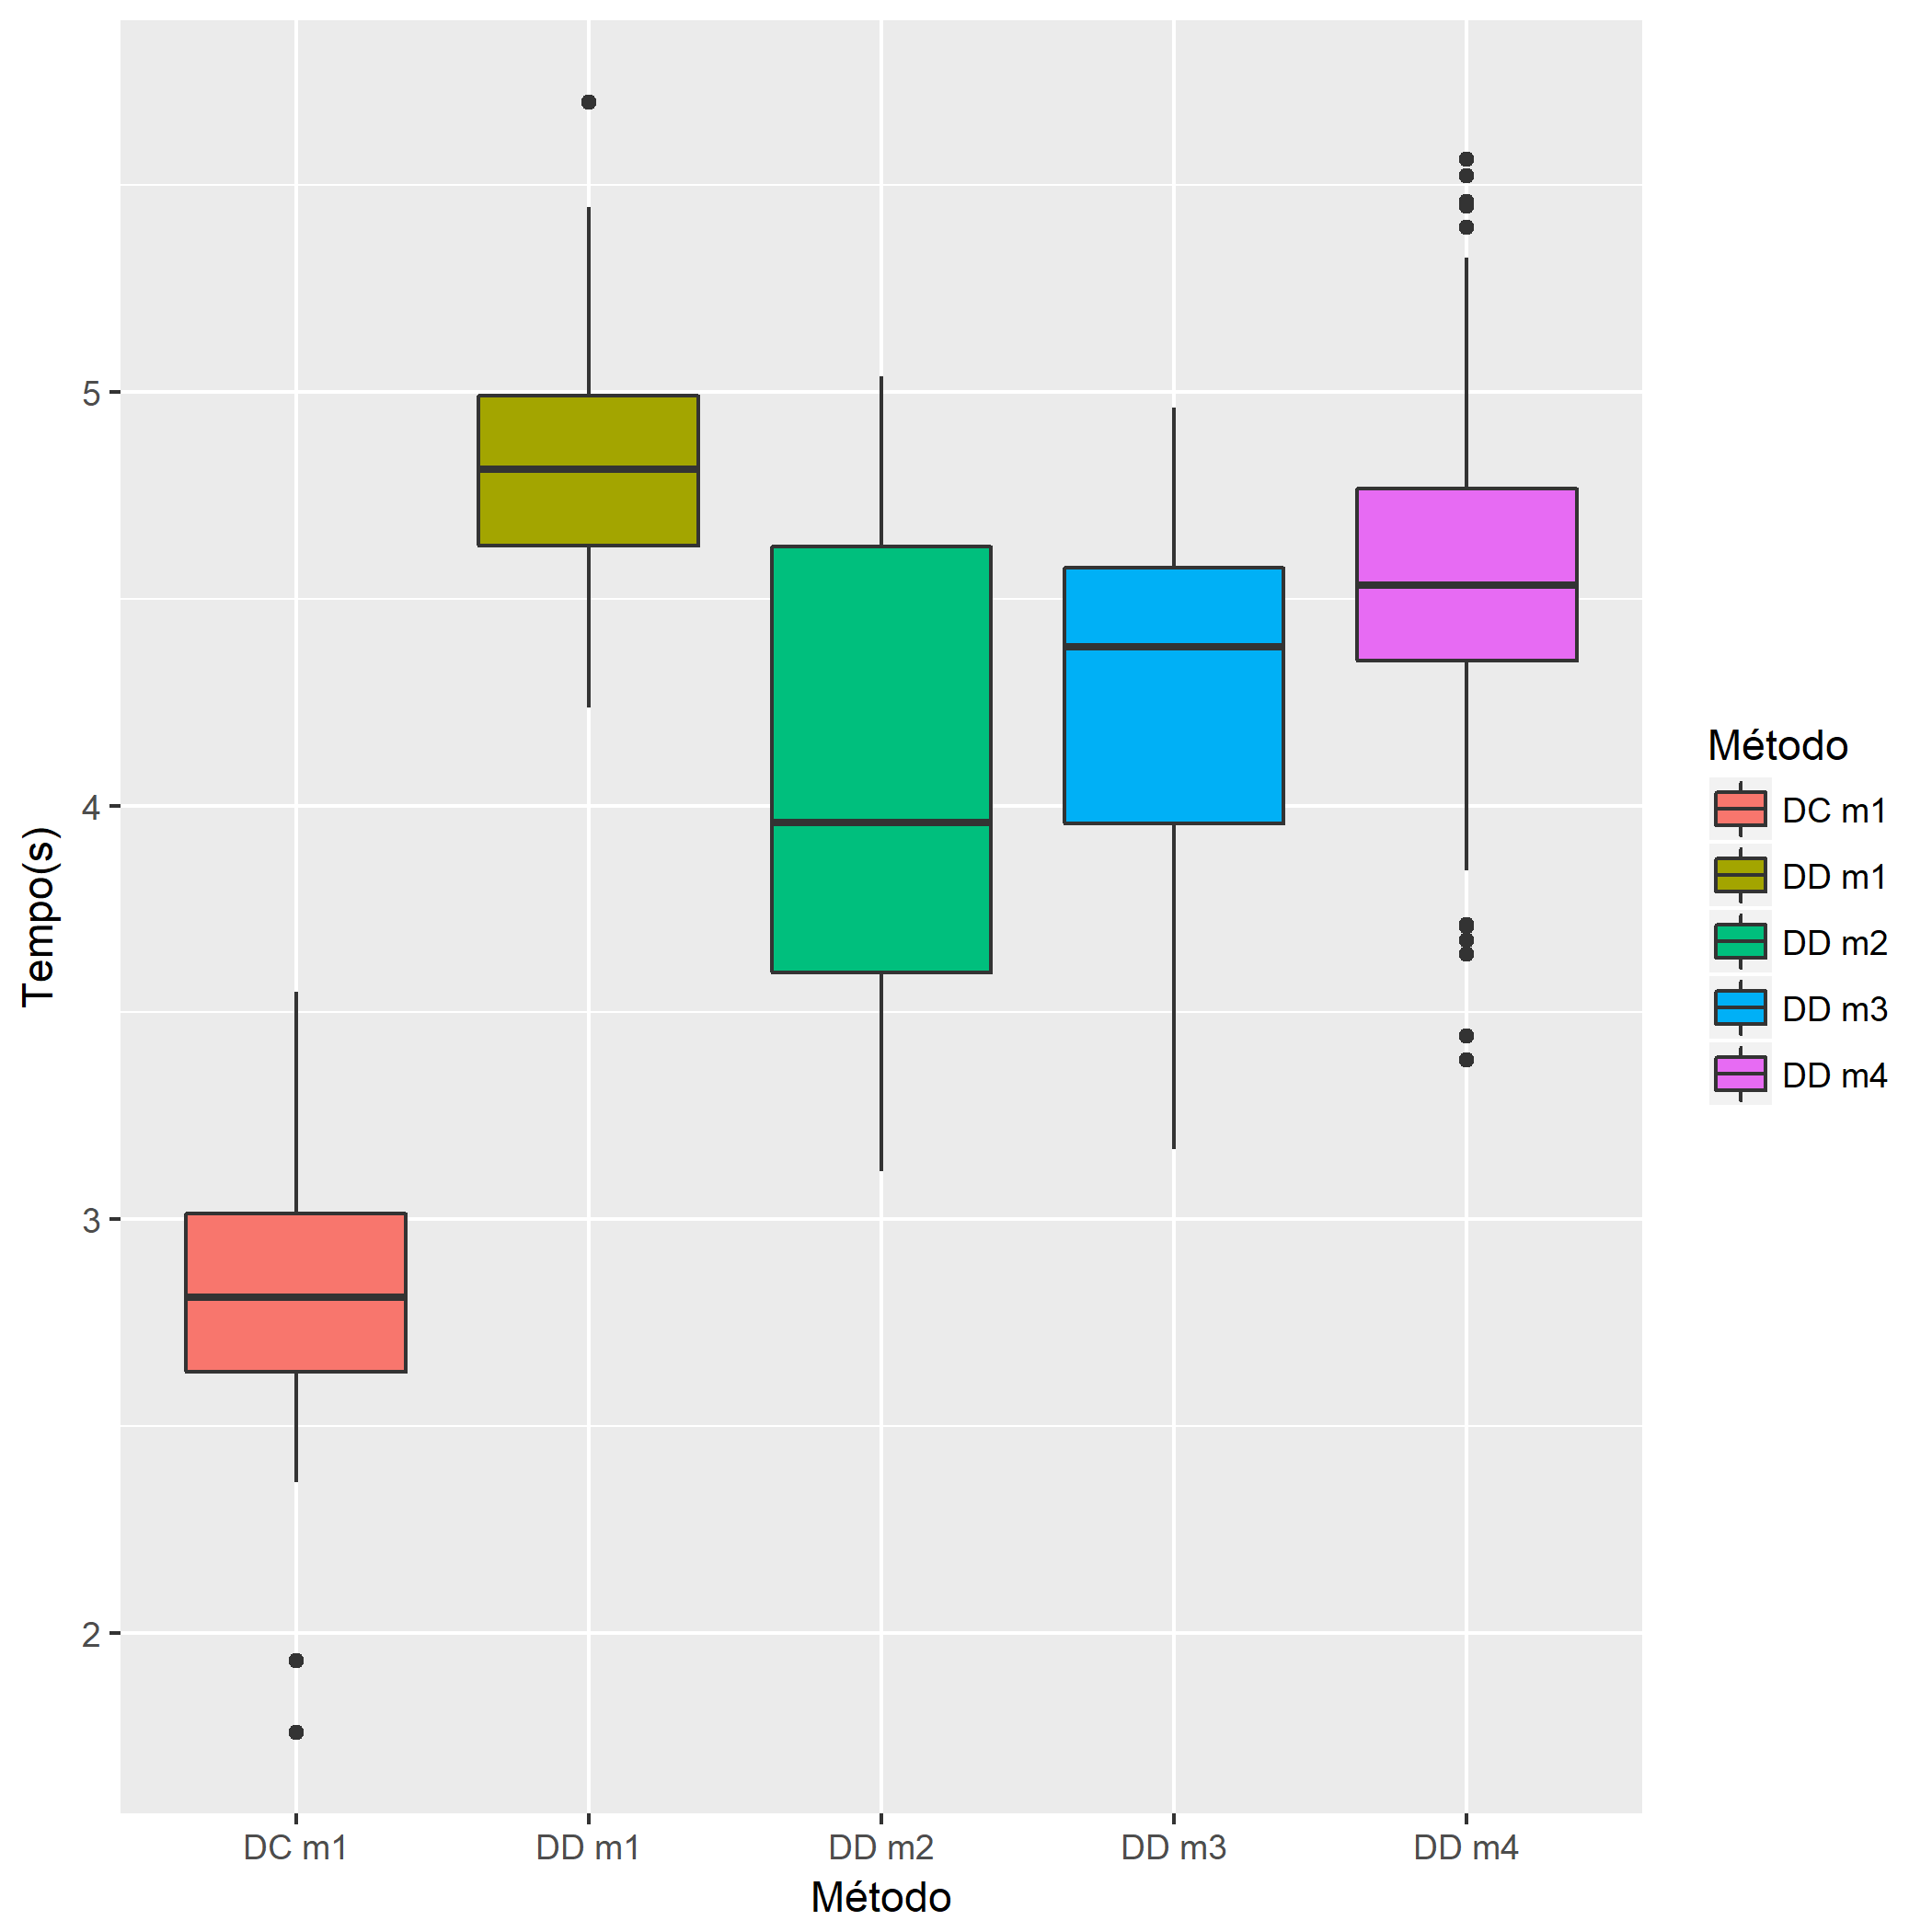 Tempo(s)
5
4
3
2
DC m1
DD m1
DD m2
DD m3
DD m4
Método
Método
DC m1
DD m1
DD m2
DD m3
DD m4